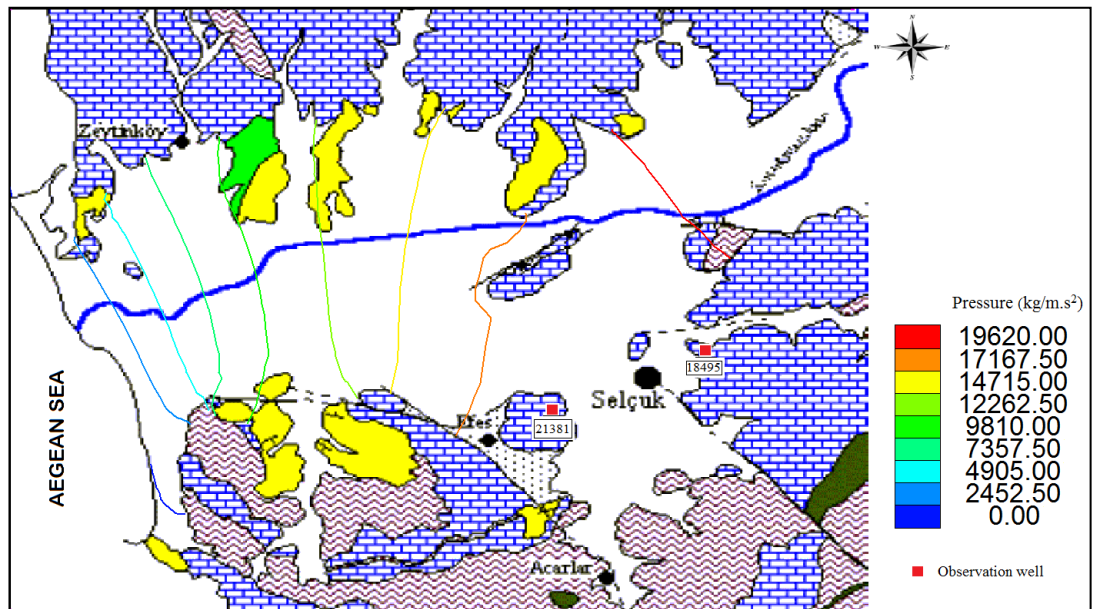 N
W
E
S
Zeytinköy
Pressure (kg/m.s²)
19620.00
17167.50
14715.00
12262.50
9810.00
7357.50
4905.00
2452.50
0.00
18495
Selçuk
AEGEAN SEA
Efes
21381
Observation well
Acarlar